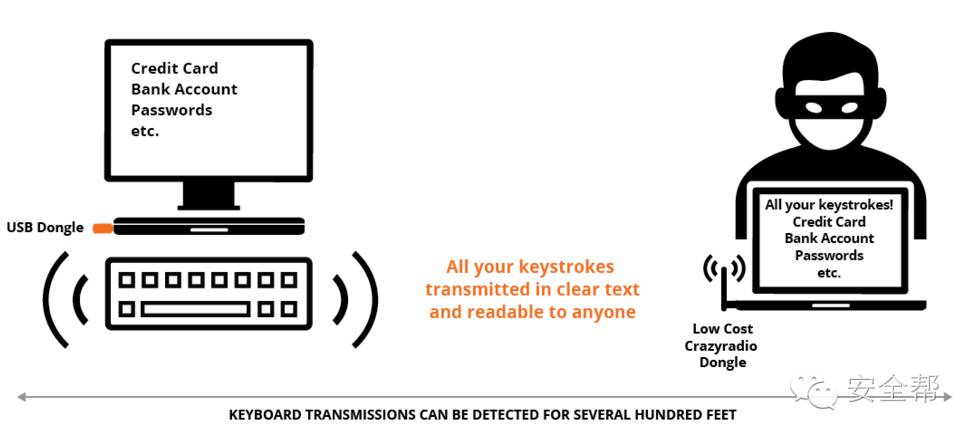 Credit Card
Bank Account
Passwords
etc.
USB Dongle
All your keystrokes
transmitted in clear text
and readable to anyone
All your keystrokes!
Credit Card
Bank Account
Passwords
etc.
Low Cost
Crazyradio
Dongle
安全帮
KEYBOARD TRANSMISSIONS CAN BE DETECTED FOR SEVERAL HUNDRED FEET